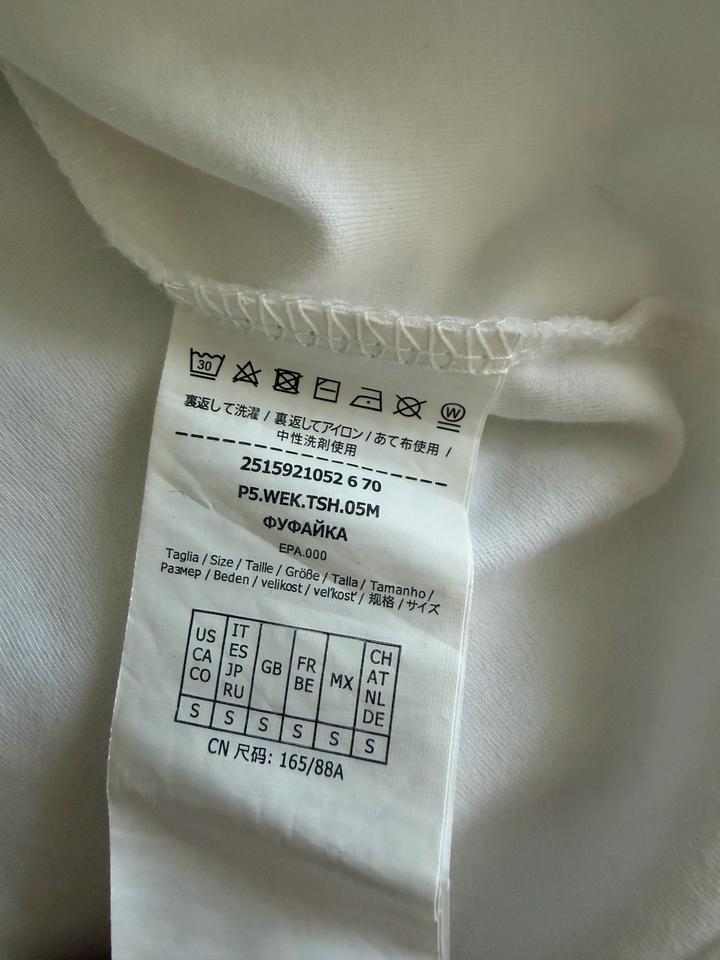 30
W
裏返して洗濯 / 裏返してアイロン / あて布使用 /
中性洗剤使用
2515921052 6 70
P5.WEK.TSH.05M
ФУФАЙКА
EPA.000
Taglia / Size / Taille / Größe / Talla / Tamanho /
Размер / Beden / velikost / veľkosť / 规格 / サイズ
US CA CO
IT ES JP RU
GB
FR BE
MX
CH AT NL DE
S S S S S S
CN 尺码: 165/88A